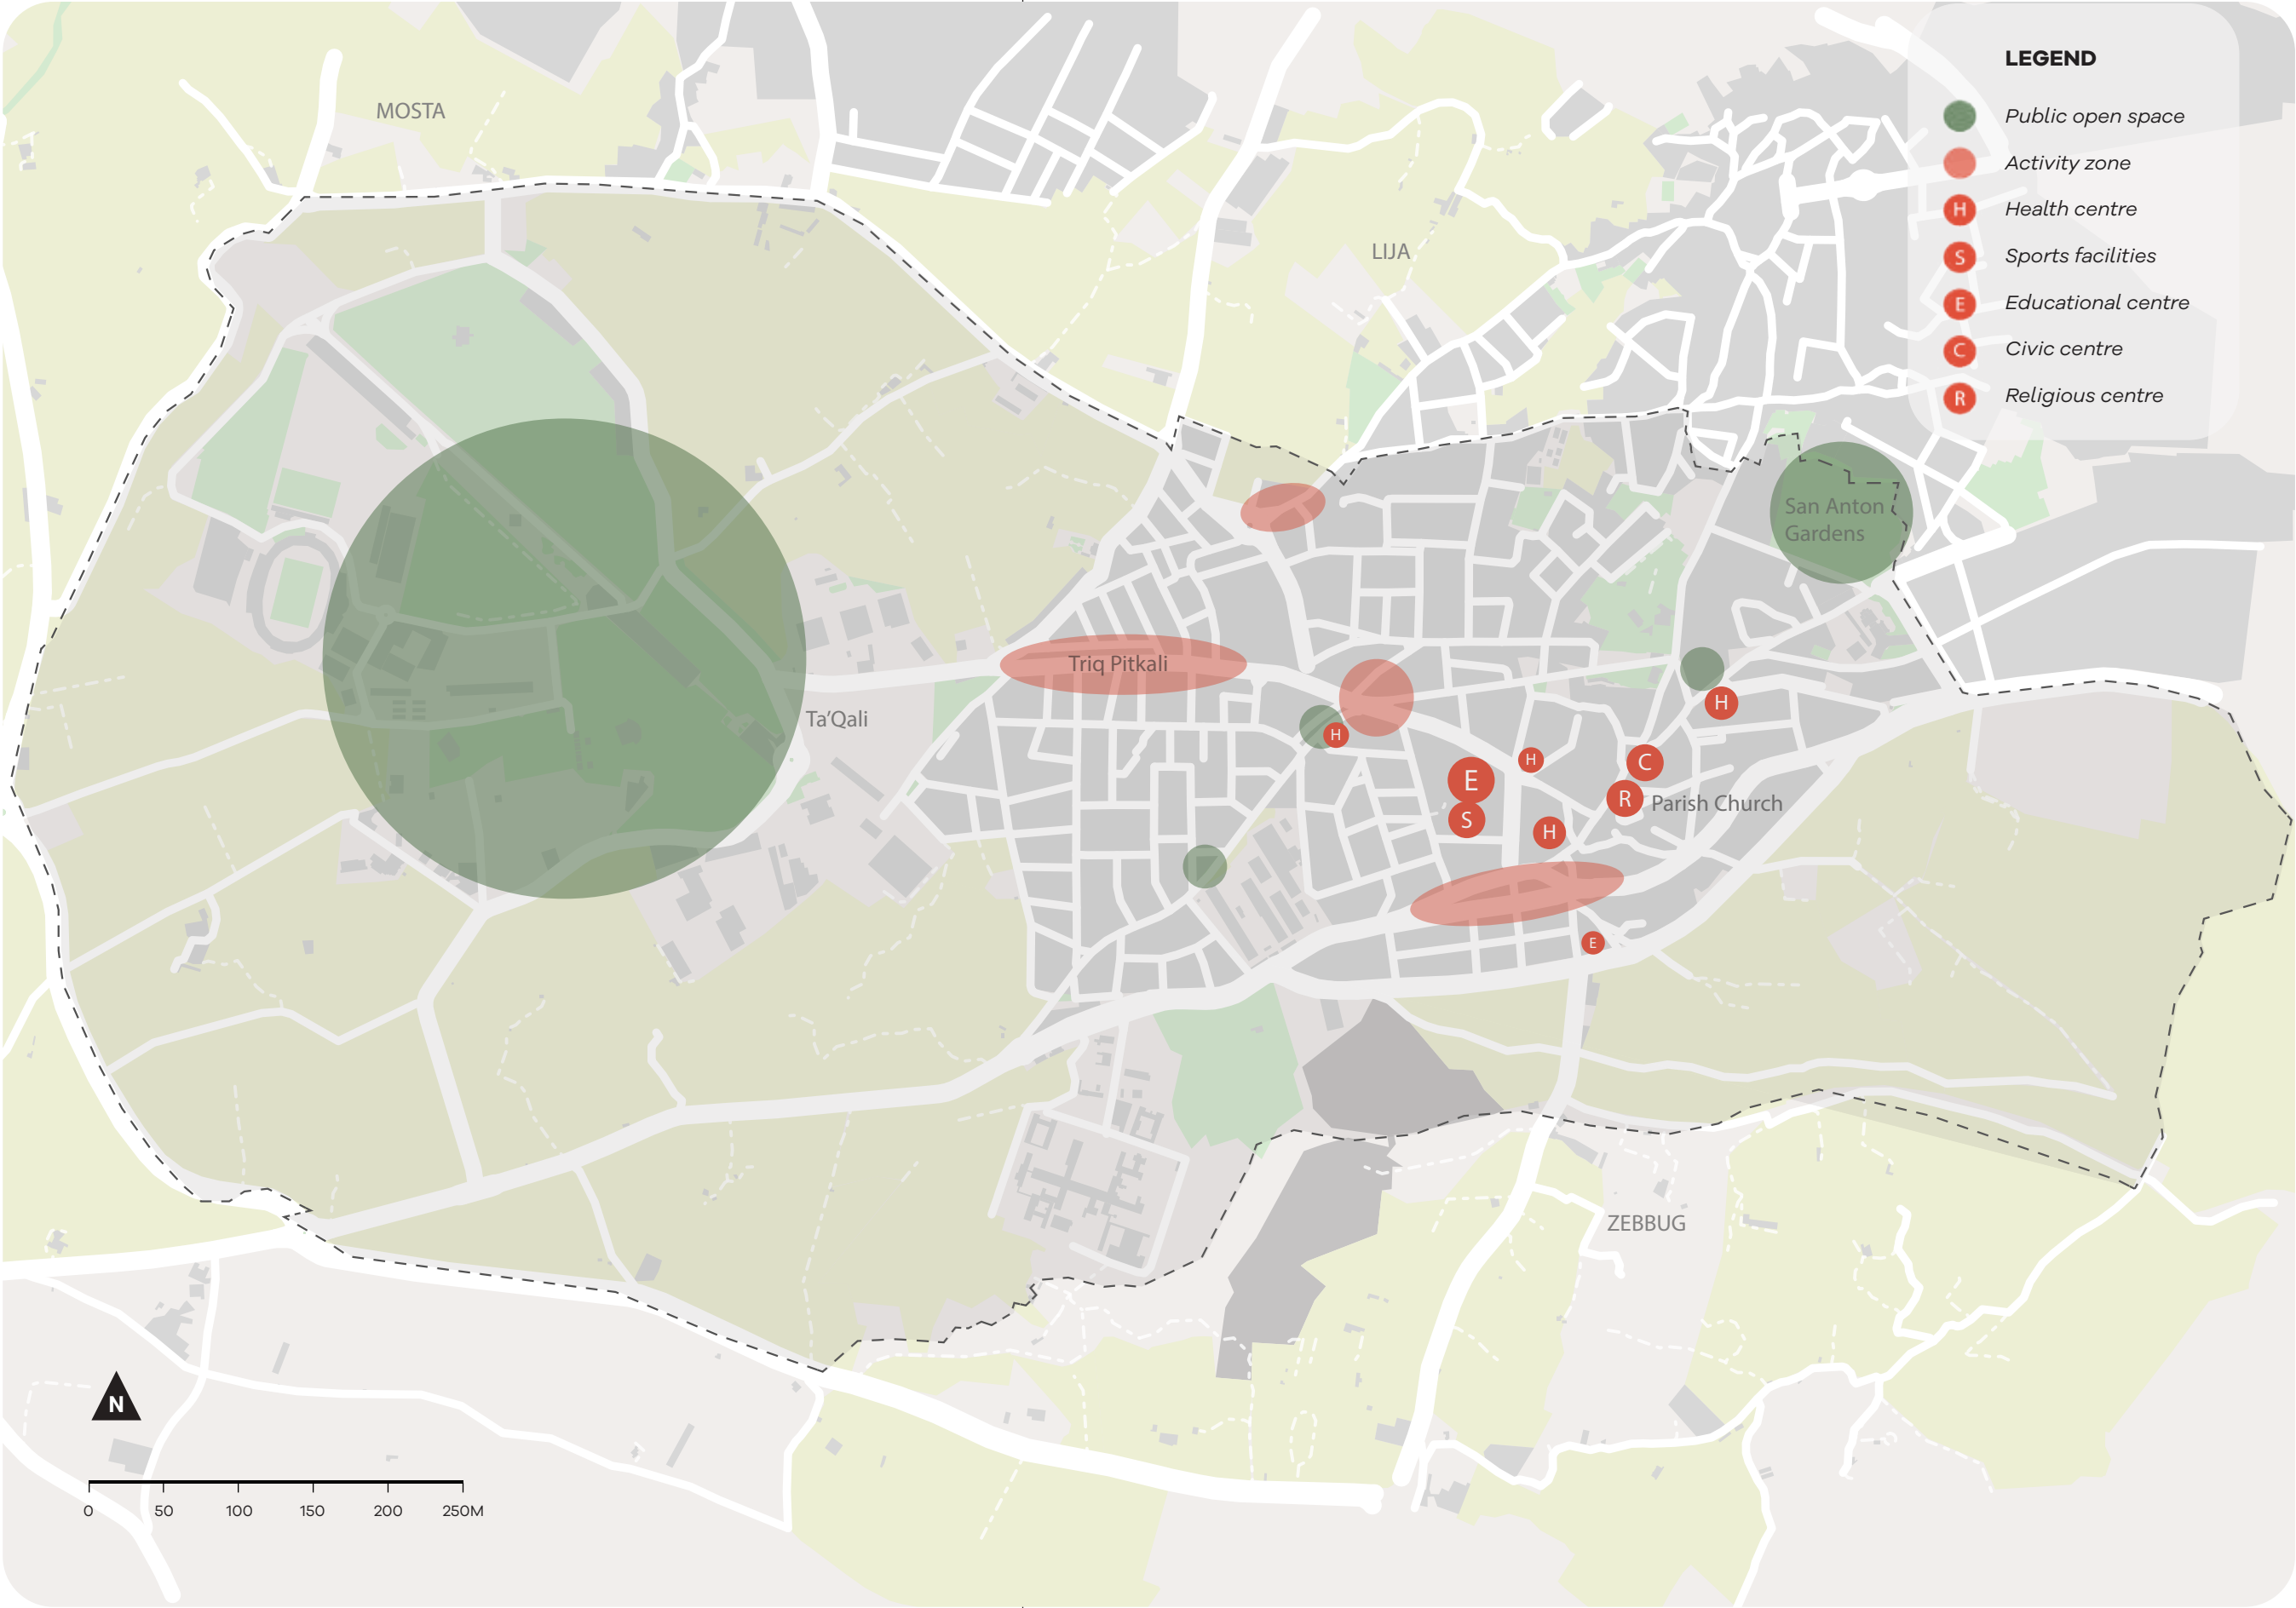 LEGEND
Public open space
Activity zone
H Health centre
S Sports facilities
E Educational centre
C Civic centre
R Religious centre
MOSTA
LIJA
San Anton
Gardens
Triq Pitkali
Ta'Qali
H
H
H
E
C
R Parish Church
S
H
E
ZEBBUG
N
0 50 100 150 200 250M